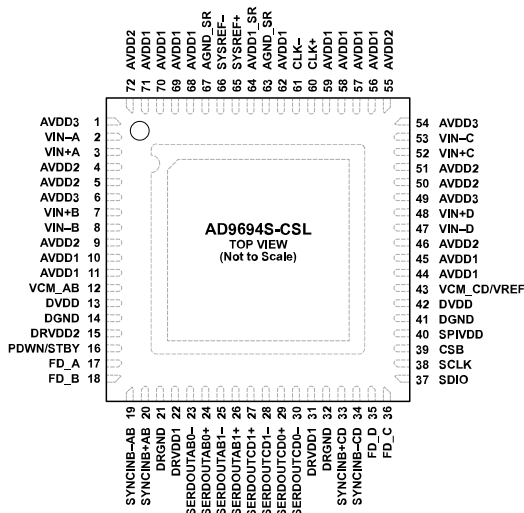 72 AVDD2
71 AVDD1
70 AVDD1
69 AVDD1
68 AVDD1
67 AGND_SR
66 SYSREF–
65 SYSREF+
64 AVDD1_SR
63 AGND_SR
62 AVDD1
61 CLK–
60 CLK+
59 AVDD1
58 AVDD1
57 AVDD1
56 AVDD1
55 AVDD2
AVDD3 1
VIN–A 2
VIN+A 3
AVDD2 4
AVDD2 5
AVDD3 6
VIN+B 7
VIN–B 8
AVDD2 9
AVDD1 10
AVDD1 11
VCM_AB 12
DVDD 13
DGND 14
DRVDD2 15
PDWN/STBY 16
FD_A 17
FD_B 18
AD9694S-CSL
TOP VIEW
(Not to Scale)
54 AVDD3
53 VIN–C
52 VIN+C
51 AVDD2
50 AVDD2
49 AVDD3
48 VIN+D
47 VIN–D
46 AVDD2
45 AVDD1
44 AVDD1
43 VCM_CD/VREF
42 DVDD
41 DGND
40 SPIVDD
39 CSB
38 SCLK
37 SDIO
SYNCINB–AB 19
SYNCINB+AB 20
DRGND 21
DRVDD1 22
SERDOUTAB0– 23
SERDOUTAB0+ 24
SERDOUTAB1– 25
SERDOUTAB1+ 26
SERDOUTCD1+ 27
SERDOUTCD1– 28
SERDOUTCD0+ 29
SERDOUTCD0– 30
DRVDD1 31
DRGND 32
SYNCINB+CD 33
SYNCINB–CD 34
FD_D 35
FD_C 36